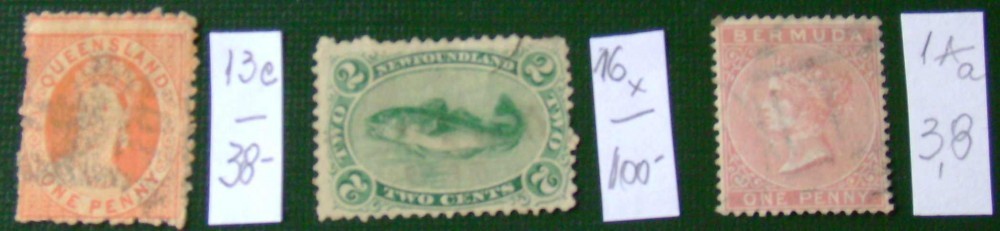 QUEENSLAND
ONE PENNY
13c
38-
2 NEWFOUNDLAND 2
TWO TWO
2 TWO CENTS 2
16x
100-
BERMUDA
ONE PENNY
3,8